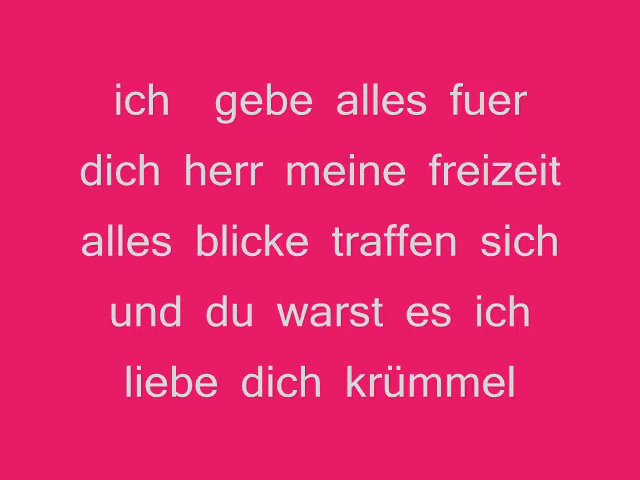 ich gebe alles fuer
dich herr meine freizeit
alles blicke traffen sich
und du warst es ich
liebe dich krümmel